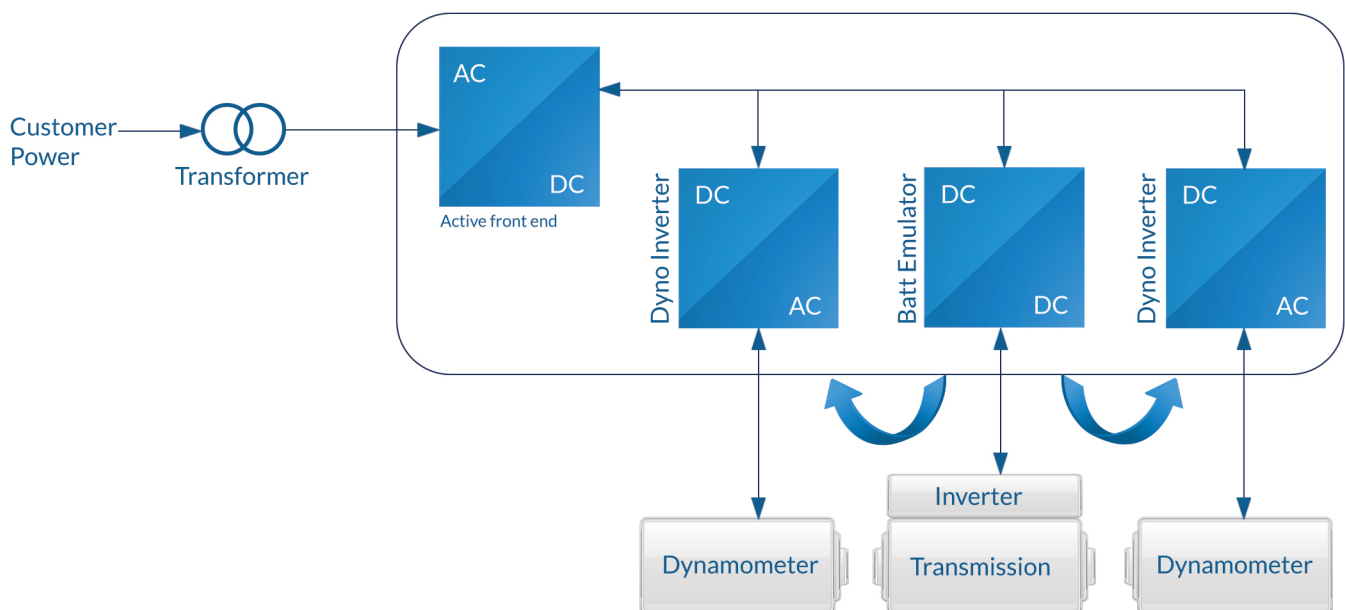 Customer
Power
Transformer
AC
DC
Active front end
Dyno Inverter
DC
AC
Batt Emulator
DC
DC
Dyno Inverter
DC
AC
Inverter
Dynamometer
Transmission
Dynamometer